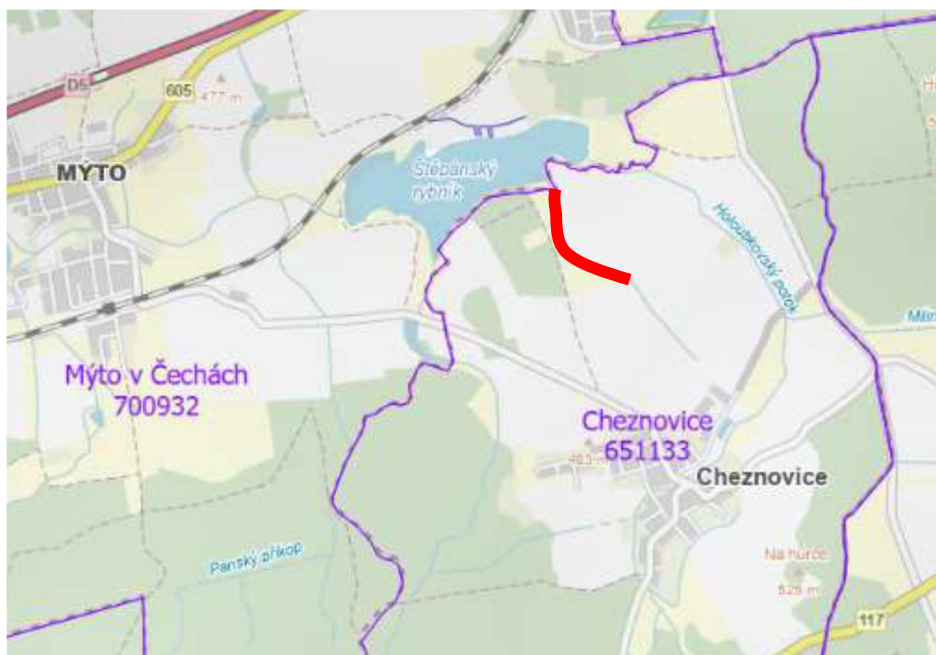 D5
605
477 m
MÝTO
Štěpánský
rybník
Holoubkovský potok
Mýto v Čechách
700932
Cheznovice
651133
Cheznovice
Panský příkop
Na hůrce
529 m
117